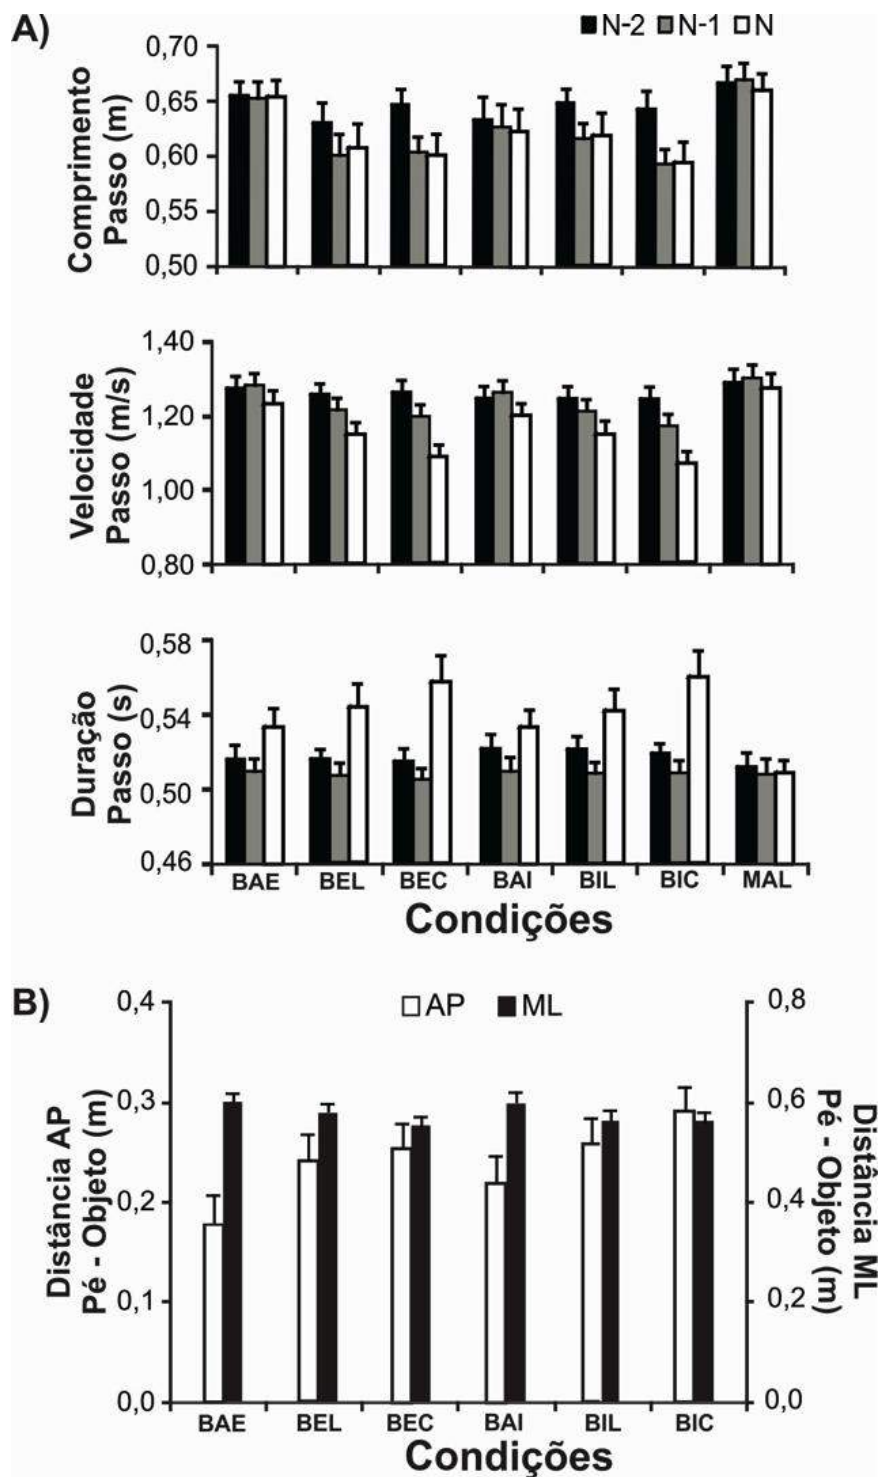 A)
N-2 N-1 N
Comprimento
Passo (m)
0,70
0,65
0,60
0,55
0,50
Velocidade
Passo (m/s)
1,40
1,20
1,00
0,80
Duração
Passo (s)
0,58
0,54
0,50
0,46
BAE BEL BEC BAI BIL BIC MAL
Condições
B)
AP ML
Distância AP
Pé - Objeto (m)
0,4
0,3
0,2
0,1
0,0
0,8
0,6
0,4
0,2
0,0
Distância ML
Pé - Objeto (m)
BAE BEL BEC BAI BIL BIC
Condições